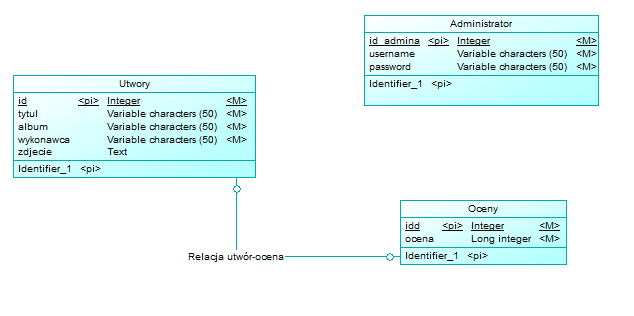 Administrator
id_admina <pi> Integer <M>
username Variable characters (50) <M>
password Variable characters (50) <M>
Identifier_1 <pi>
Utwory
id <pi> Integer <M>
tytul Variable characters (50) <M>
album Variable characters (50) <M>
wykonawca Variable characters (50) <M>
zdjecie Text
Identifier_1 <pi>
Oceny
idd <pi> Integer <M>
ocena Long integer <M>
Identifier_1 <pi>
Relacja utwór-ocena